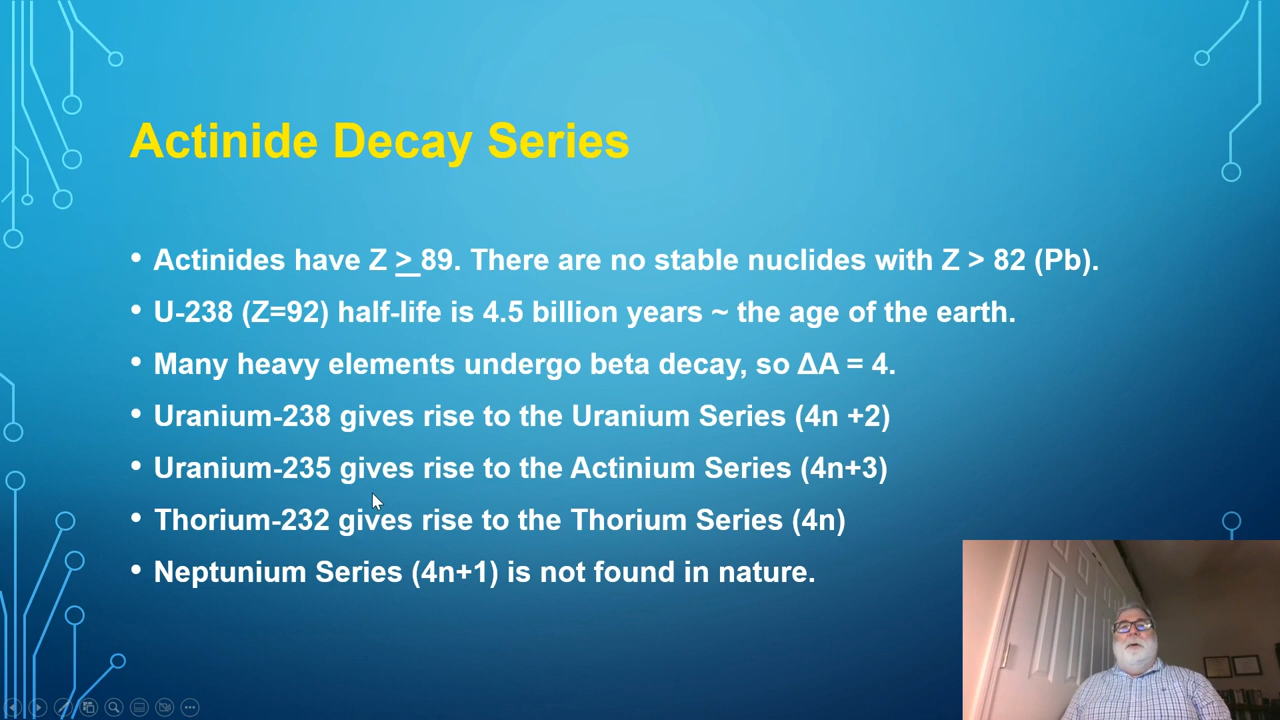 Actinide Decay Series
• Actinides have Z > 89. There are no stable nuclides with Z > 82 (Pb).
• U-238 (Z=92) half-life is 4.5 billion years ~ the age of the earth.
• Many heavy elements undergo beta decay, so ΔA = 4.
• Uranium-238 gives rise to the Uranium Series (4n +2)
• Uranium-235 gives rise to the Actinium Series (4n+3)
• Thorium-232 gives rise to the Thorium Series (4n)
• Neptunium Series (4n+1) is not found in nature.